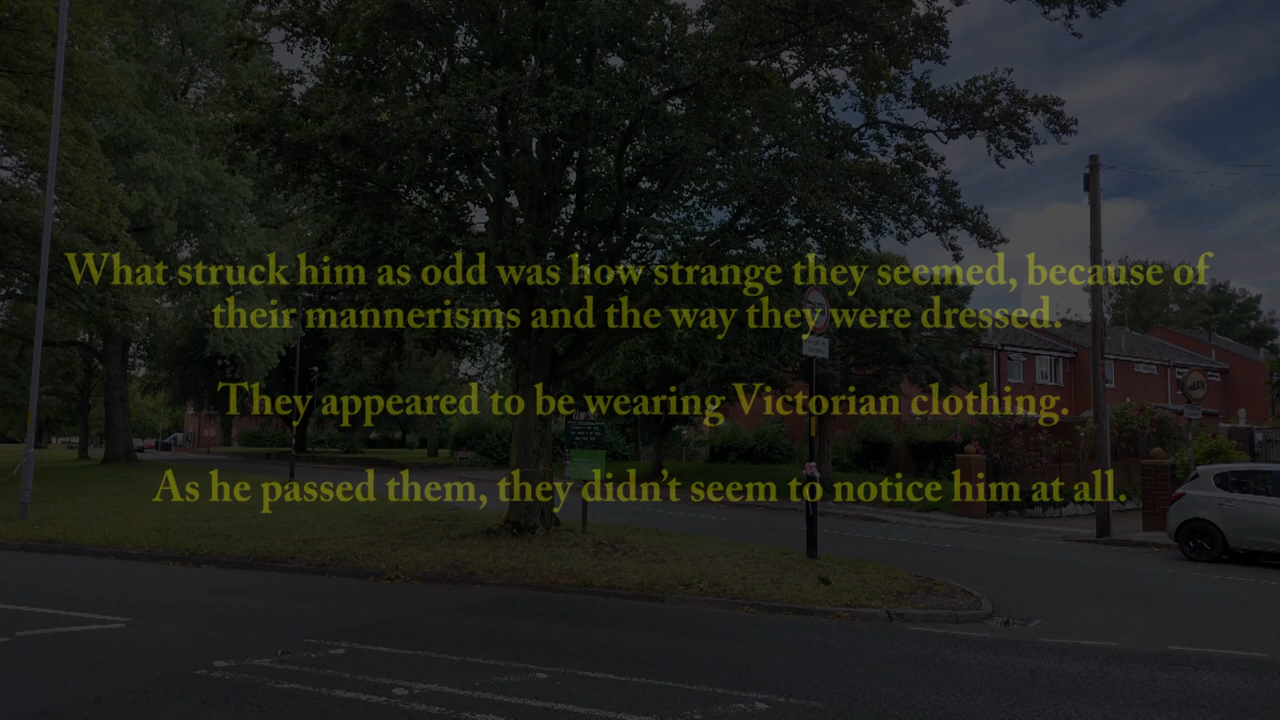 What struck him as odd was how strange they seemed, because of
their mannerisms and the way they were dressed.
They appeared to be wearing Victorian clothing.
As he passed them, they didn't seem to notice him at all.